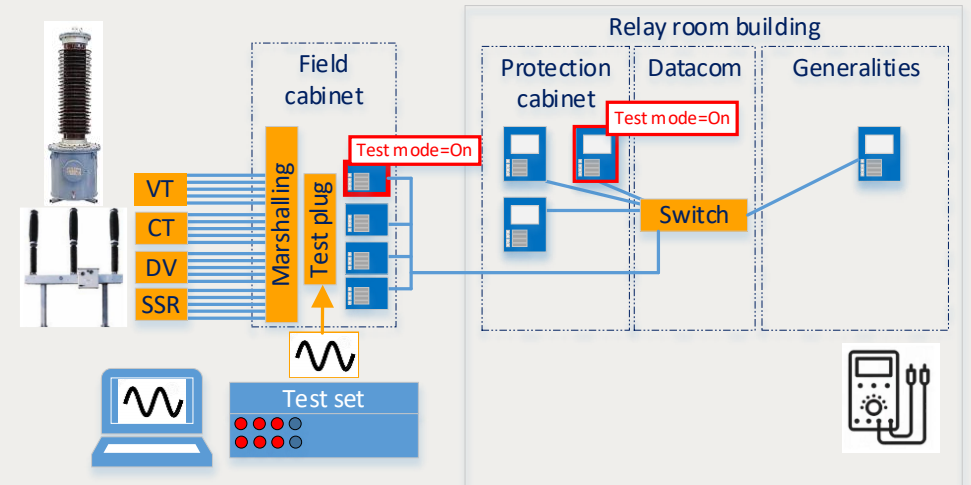 Relay room building
Field
cabinet
Protection
cabinet
Datacom
Generalities
Test mode=On
Test mode=On
VT
CT
DV
SSR
Marshalling
Test plug
Switch
Test set